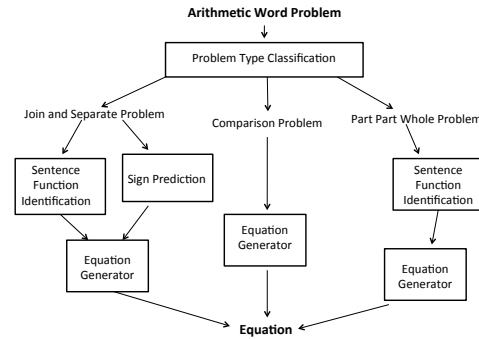 Arithmetic Word Problem
Problem Type Classification
Join and Separate Problem
Comparison Problem
Part Part Whole Problem
Sentence
Function
Identification
Sign Prediction
Sentence
Function
Identification
Equation
Generator
Equation
Generator
Equation
Generator
Equation